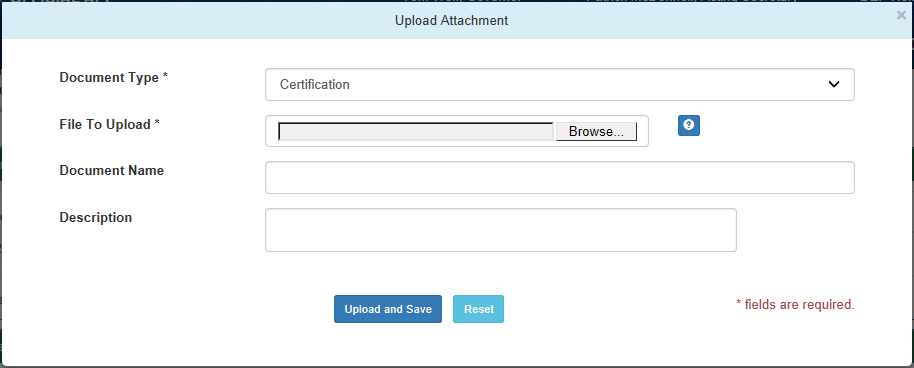 Upload Attachment
×
Document Type *
Certification
File To Upload *
Browse...
?
Document Name
Description
Upload and Save
Reset
* fields are required.